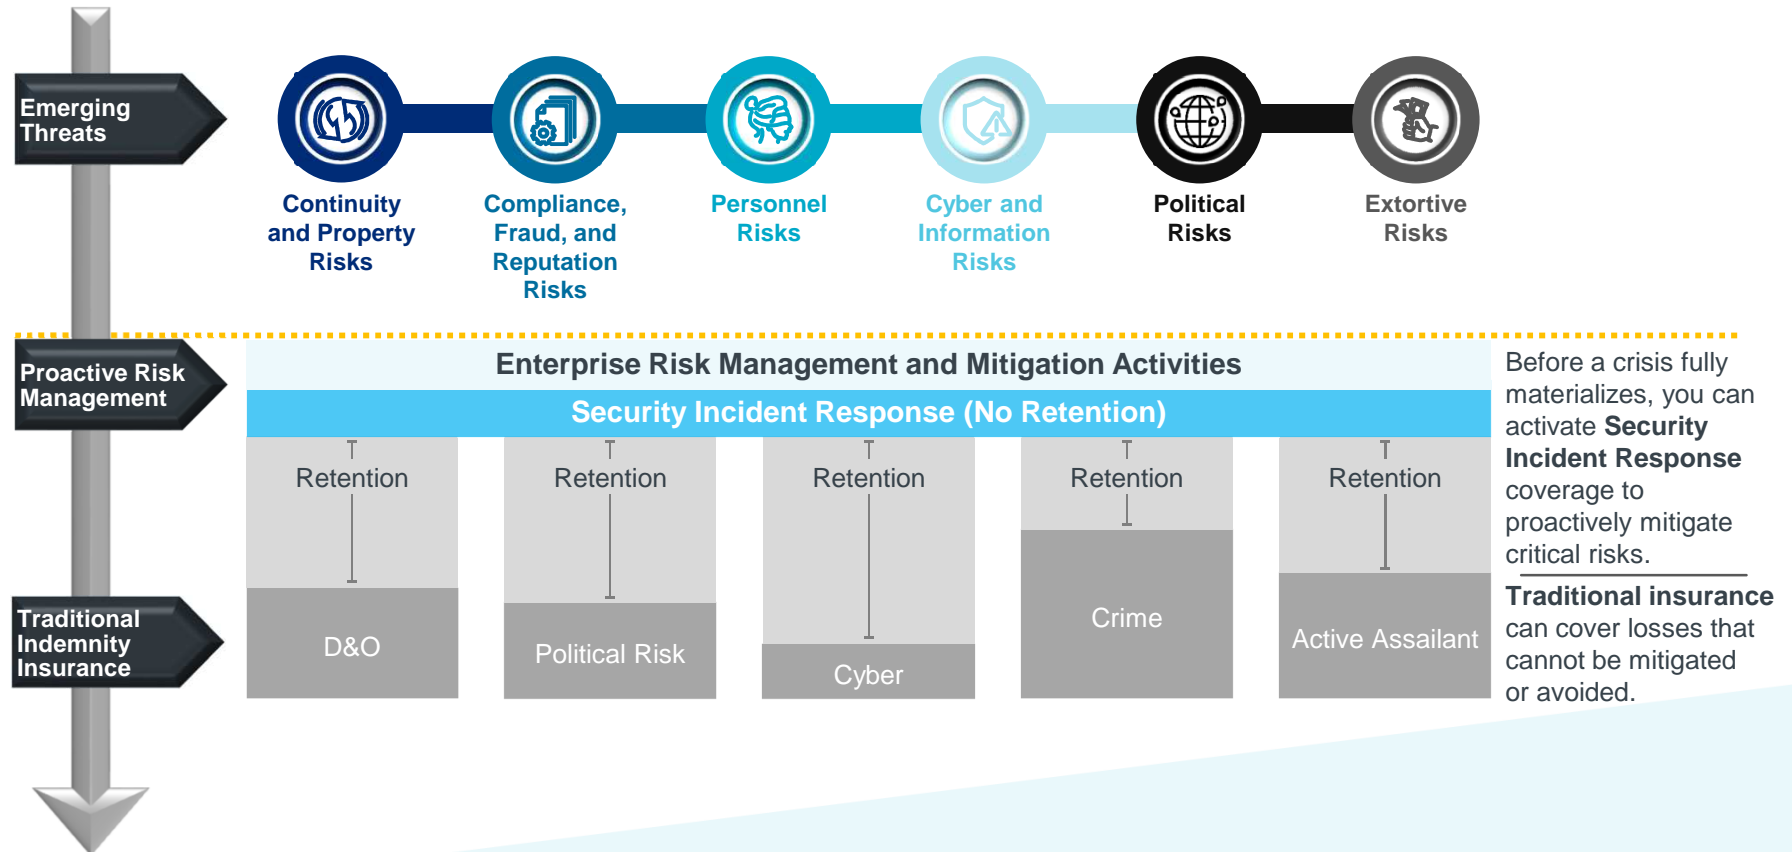 Emerging
Threats
Continuity
and Property
Risks
Compliance,
Fraud, and
Reputation
Risks
Personnel
Risks
Cyber and
Information
Risks
Political
Risks
Extortive
Risks
Proactive Risk
Management
Enterprise Risk Management and Mitigation Activities
Security Incident Response (No Retention)
Retention
Retention
Retention
Retention
Retention
Traditional
Indemnity
Insurance
D&O
Political Risk
Cyber
Crime
Active Assailant
Before a crisis fully
materializes, you can
activate Security
Incident Response
coverage to
proactively mitigate
critical risks.
Traditional insurance
can cover losses that
cannot be mitigated
or avoided.